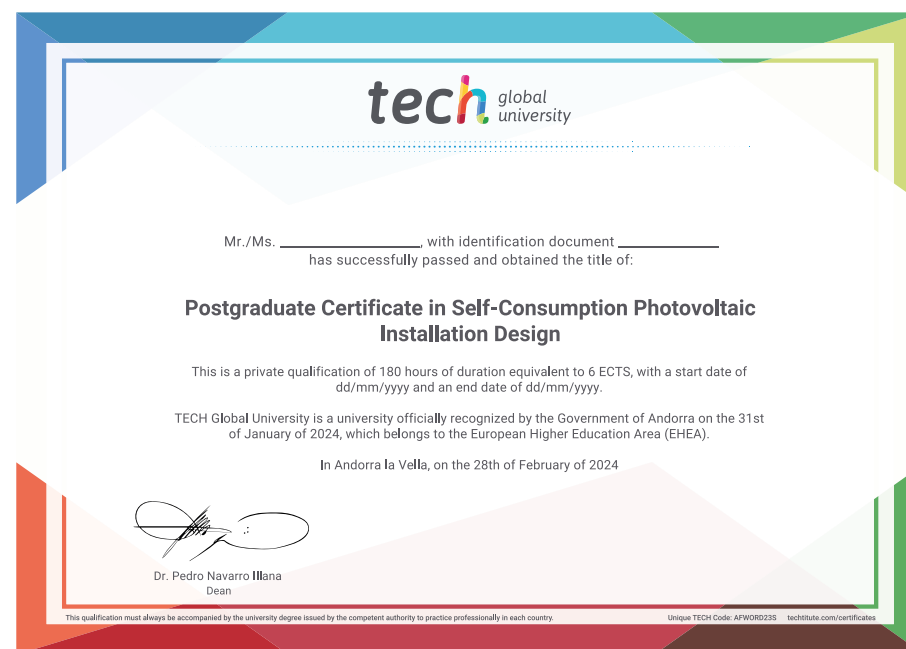 tech global university
Mr./Ms. ____________________, with identification document ______________
has successfully passed and obtained the title of:
Postgraduate Certificate in Self-Consumption Photovoltaic
Installation Design
This is a private qualification of 180 hours of duration equivalent to 6 ECTS, with a start date of
dd/mm/yyyy and an end date of dd/mm/yyyy.
TECH Global University is a university officially recognized by the Government of Andorra on the 31st
of January of 2024, which belongs to the European Higher Education Area (EHEA).
In Andorra la Vella, on the 28th of February of 2024
Dr. Pedro Navarro Illana
Dean
This qualification must always be accompanied by the university degree issued by the competent authority to practice professionally in each country.
Unique TECH Code: AFWORD23S techtitute.com/certificates